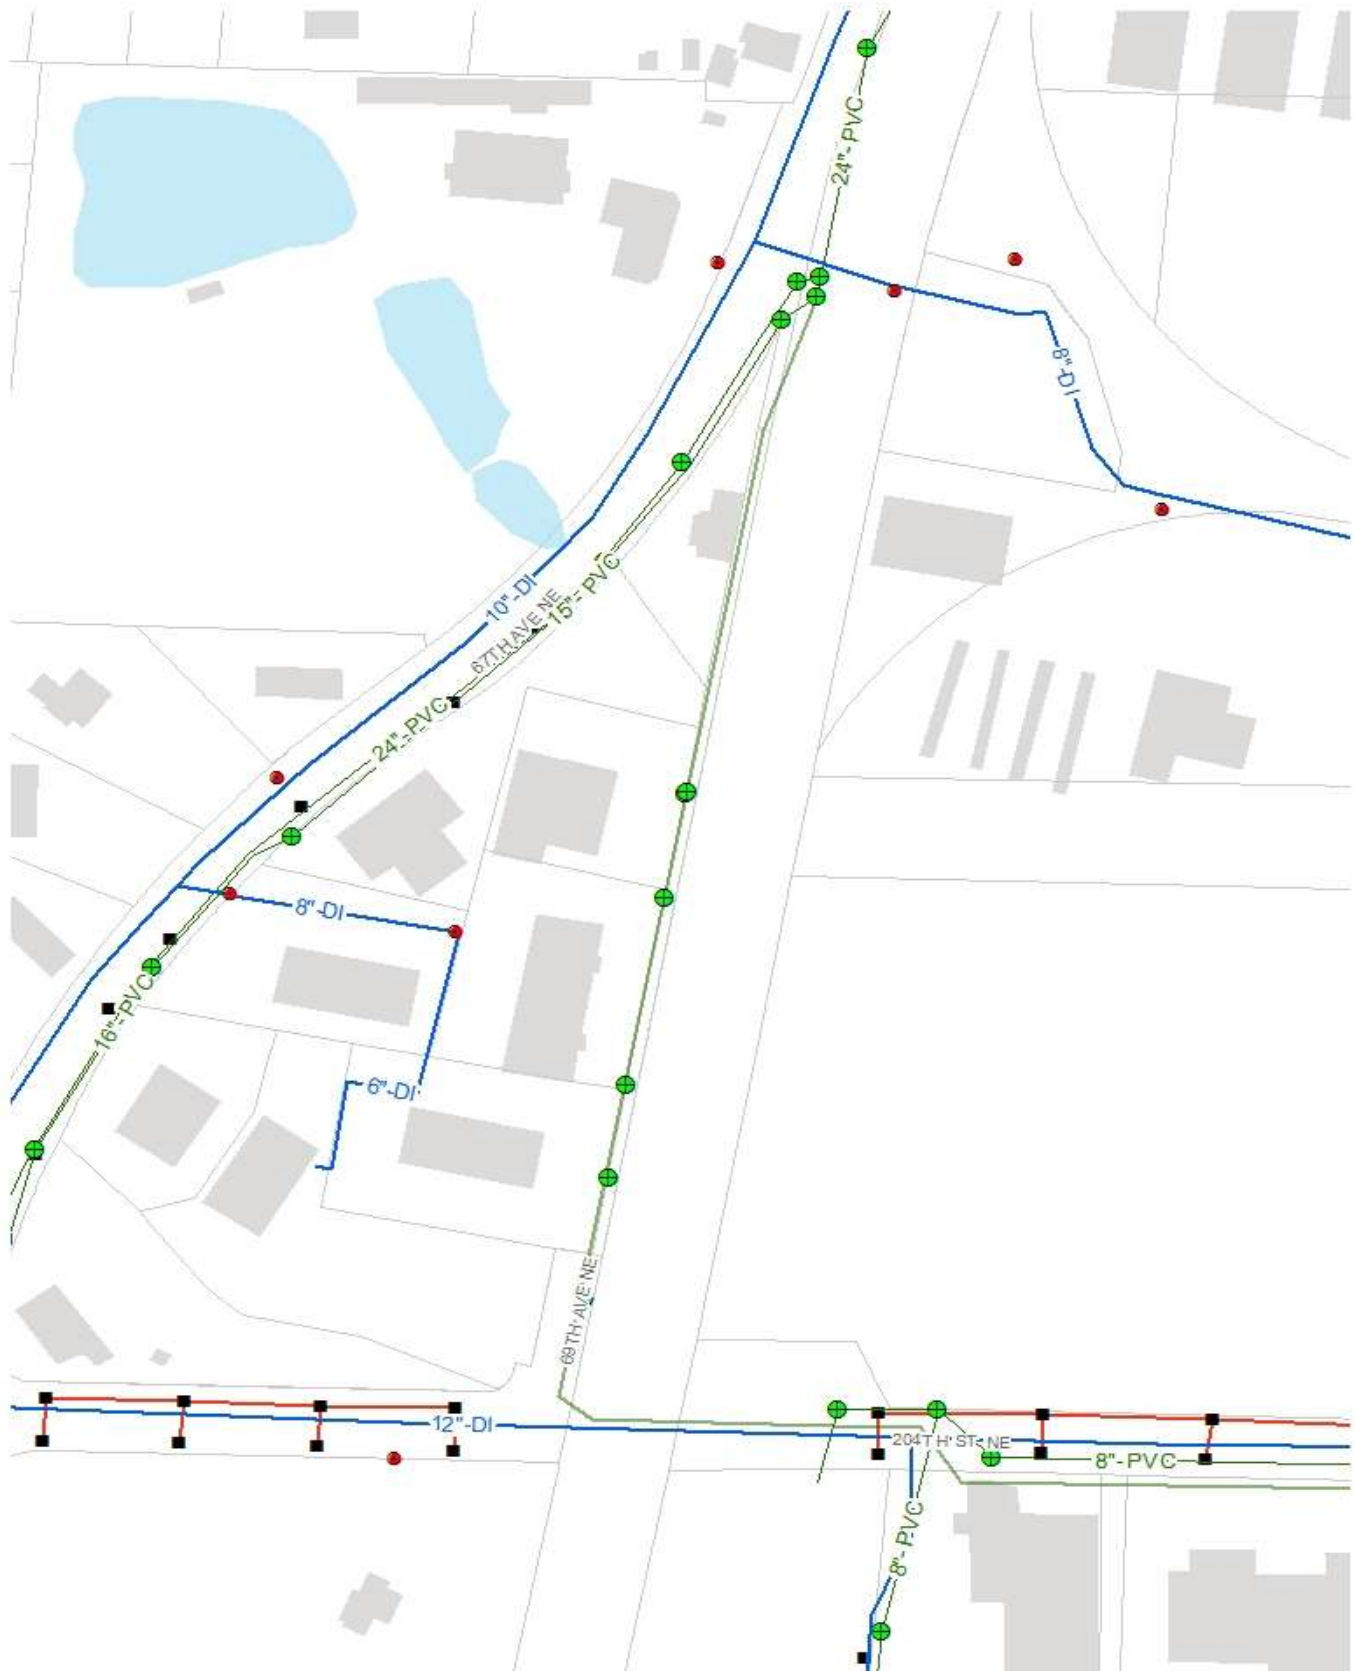 24"- PVC
8"-DI
10"-DI
15"- PVC
67TH AVE NE
24"-PVC
8"-DI
16"-PVC
6"-DI
69TH AVE NE
12"-DI
204TH ST NE
8"-PVC
8"-PVC